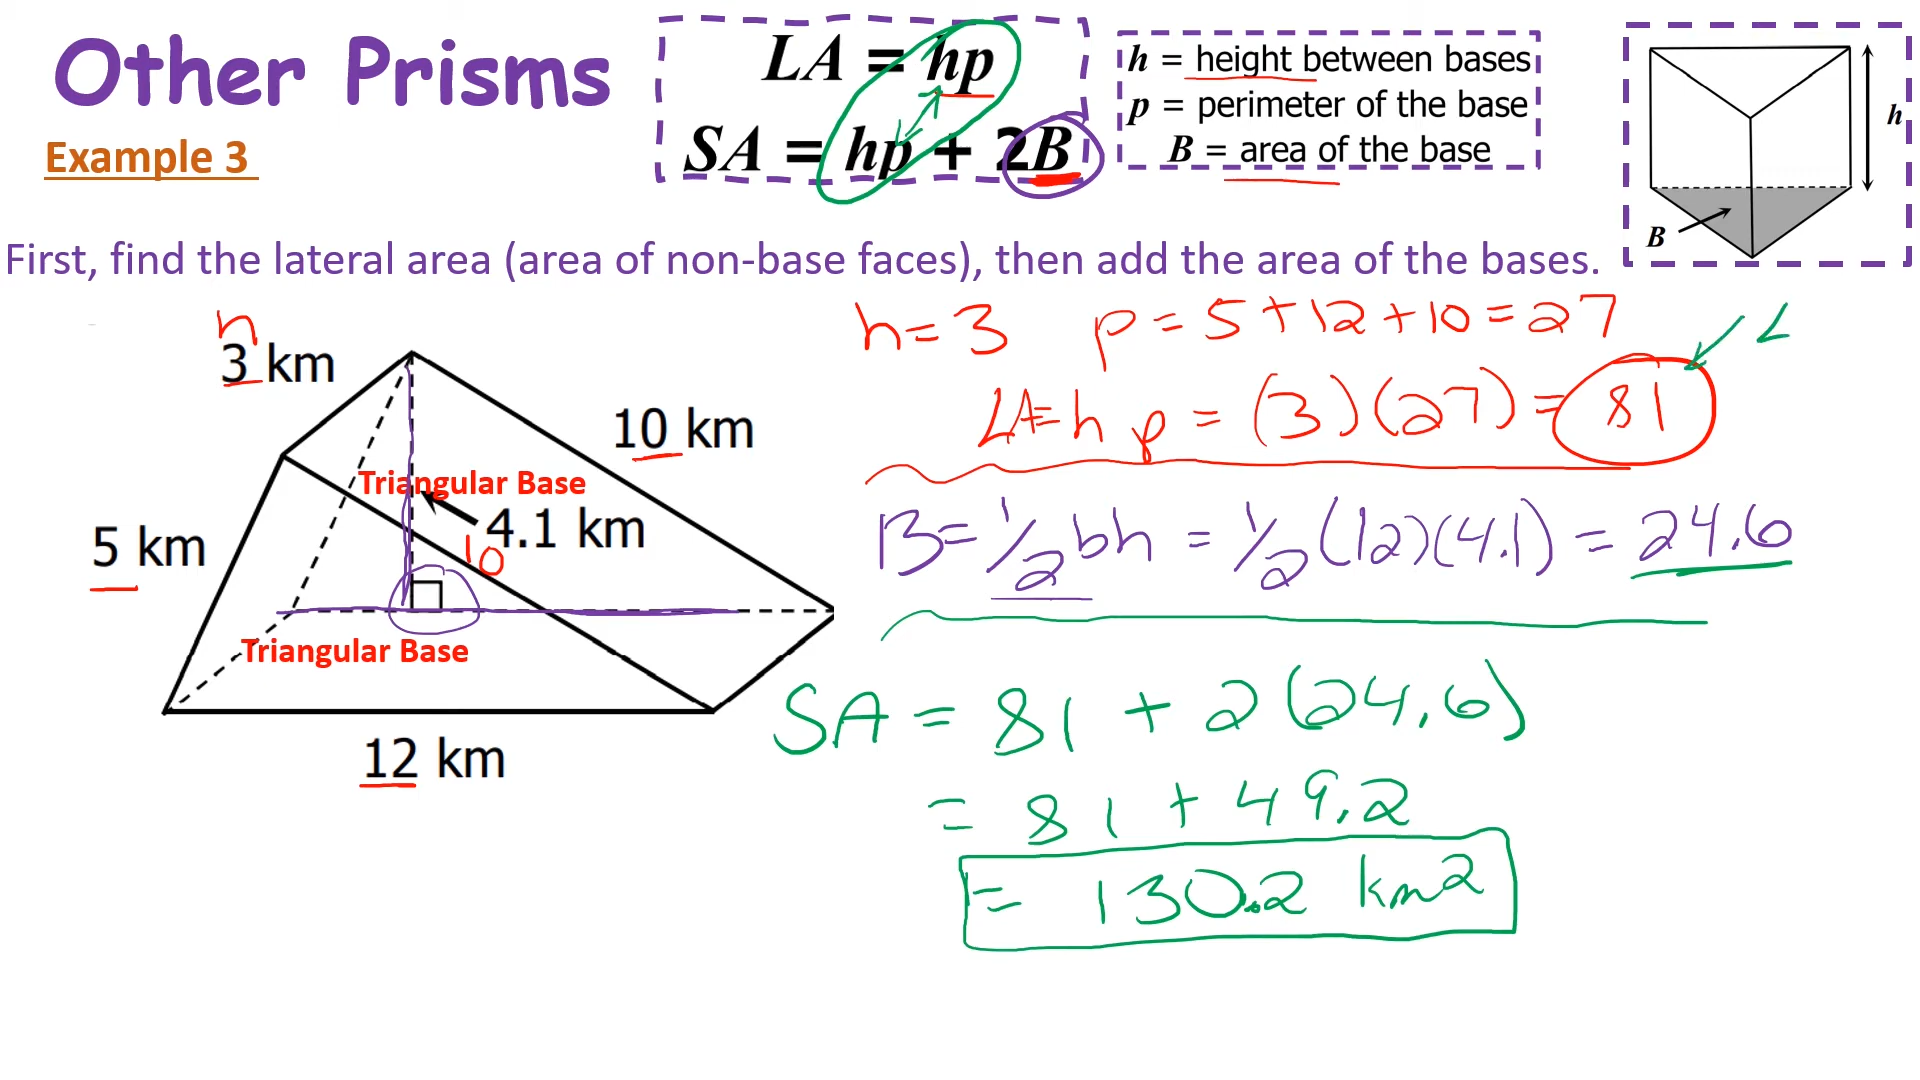 Other Prisms
Example 3
LA = hp
SA = hp + 2B
h = height between bases
p = perimeter of the base
B = area of the base
h
B
First, find the lateral area (area of non-base faces), then add the area of the bases.
h
3 km
10 km
Triangular Base
4.1 km
10
5 km
Triangular Base
12 km
h = 3 p = 5 + 12 + 10 = 27
L
LA = h p = (3)(27) = 81
B = 1/2 bh = 1/2 (12)(4.1) = 24.6
SA = 81 + 2(24.6)
= 81 + 49.2
= 130.2 km2